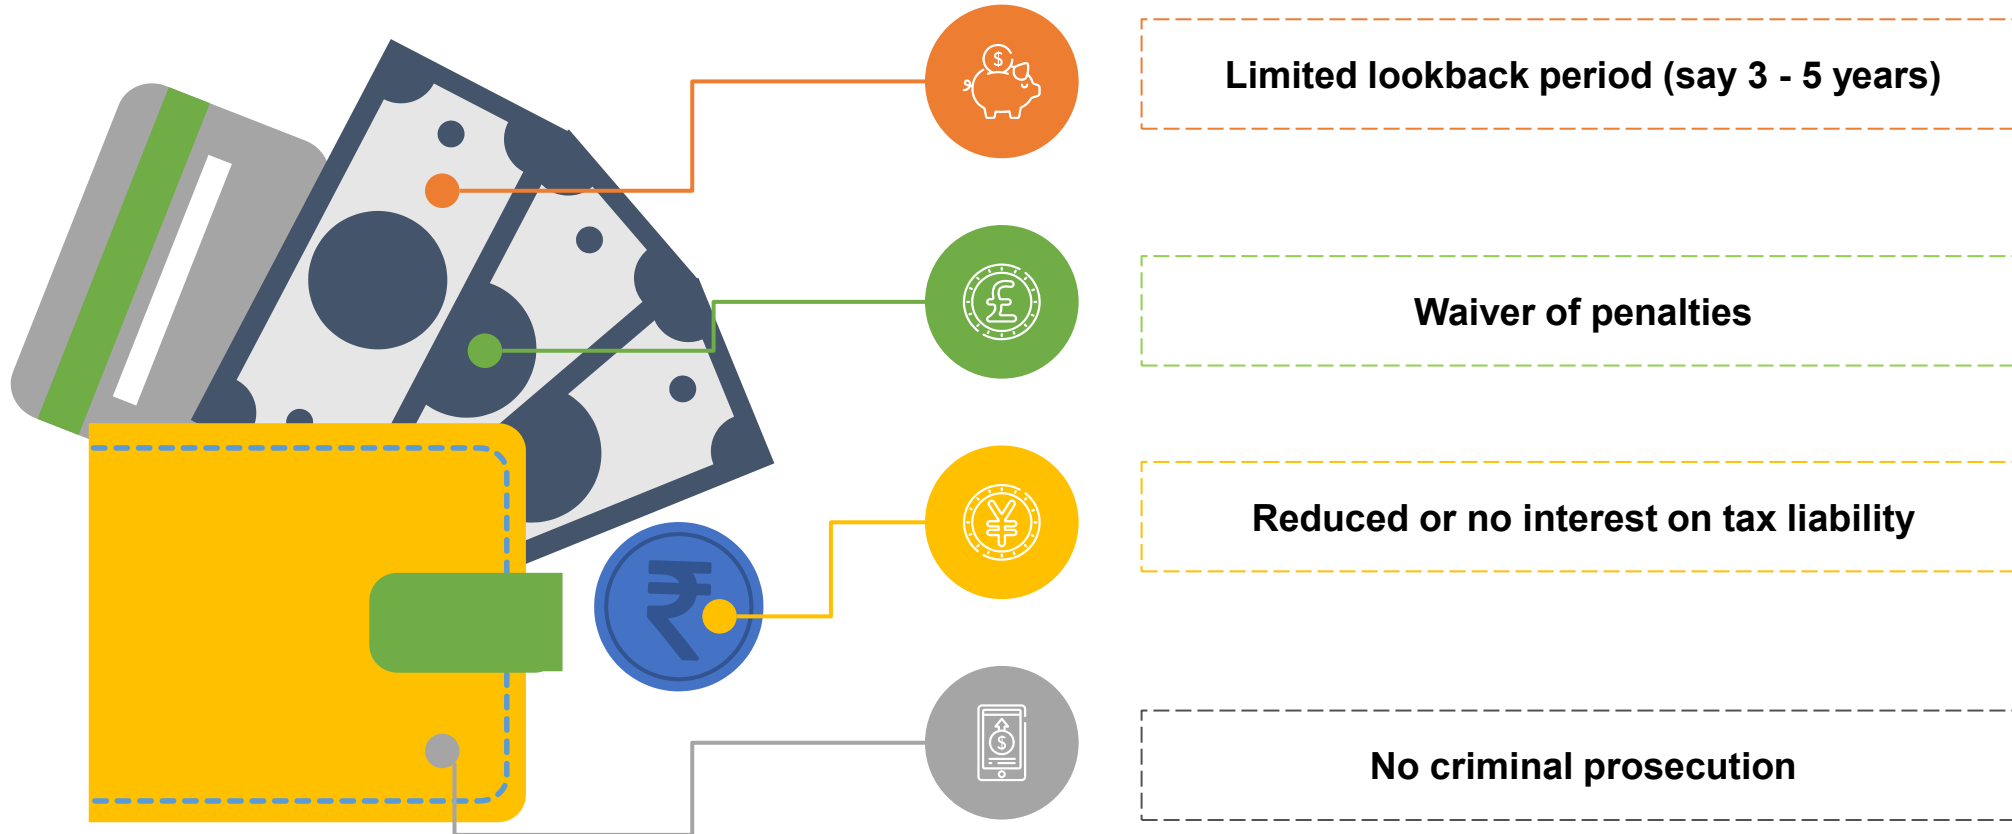 Limited lookback period (say 3 - 5 years)
Waiver of penalties
Reduced or no interest on tax liability
No criminal prosecution